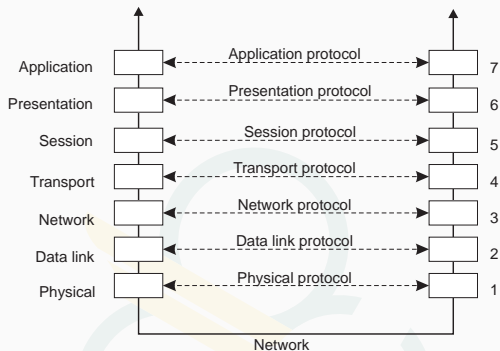 Application Application protocol 7
Presentation Presentation protocol 6
Session Session protocol 5
Transport Transport protocol 4
Network Network protocol 3
Data link Data link protocol 2
Physical Physical protocol 1
Network